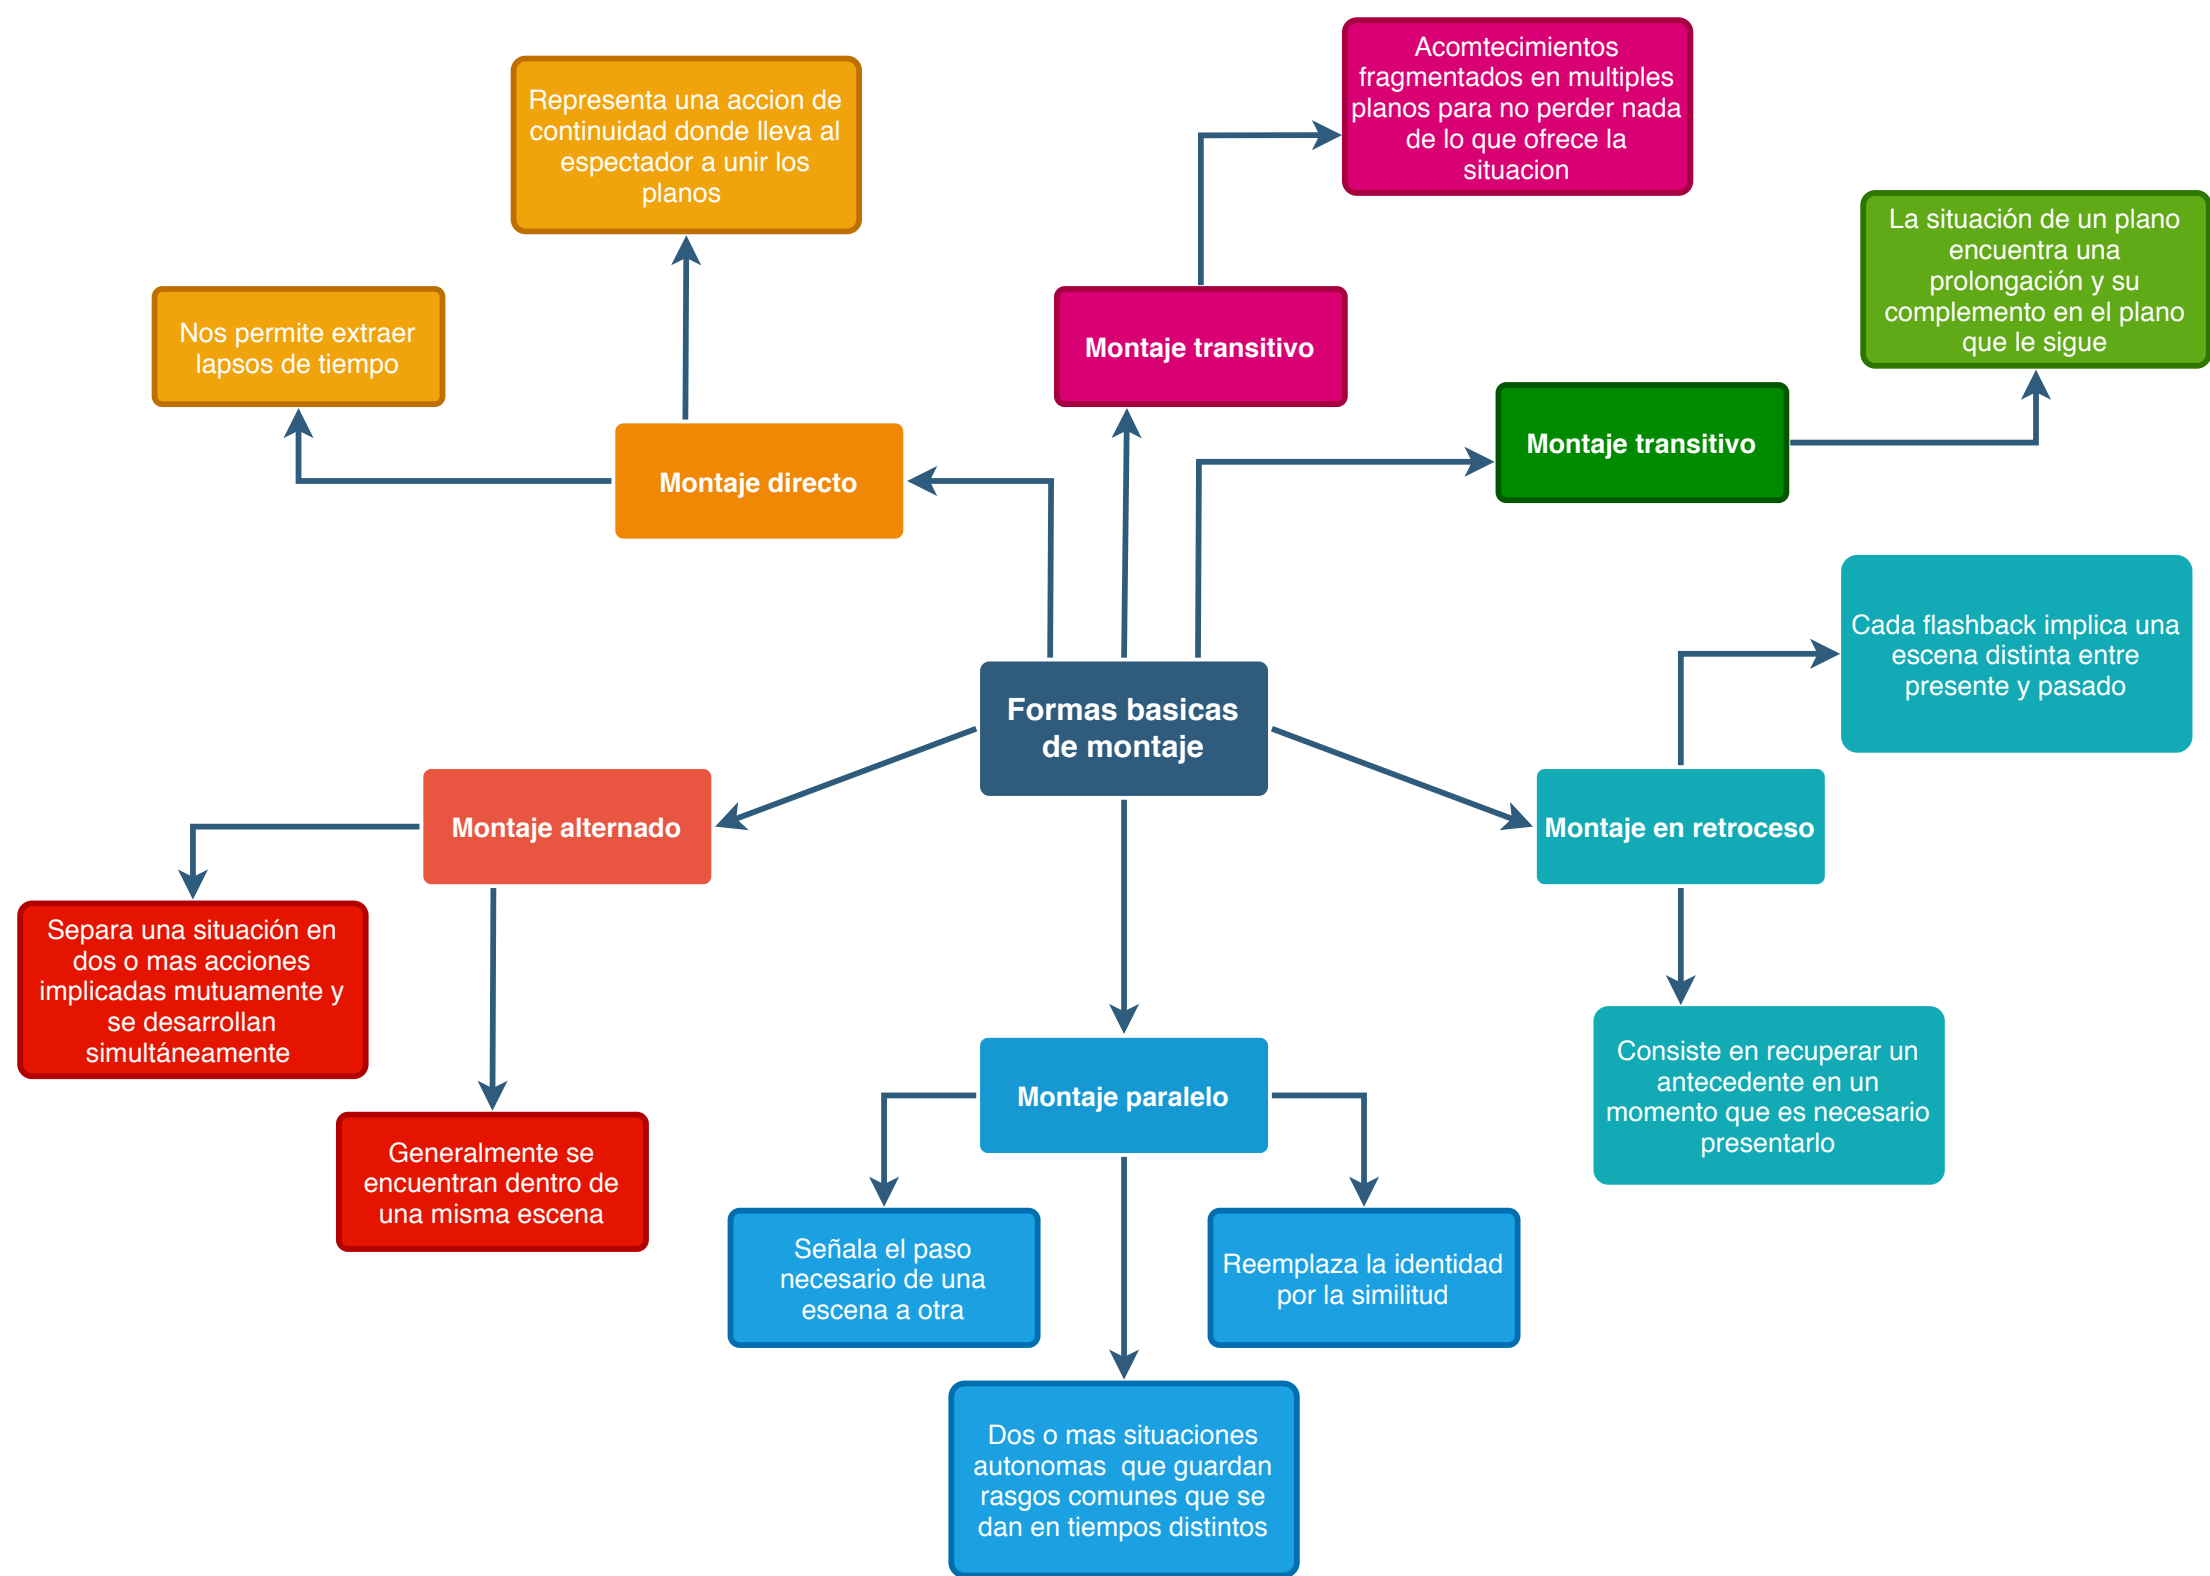 Acomtecimientos
fragmentados en multiples
planos para no perder nada
de lo que ofrece la
situacion
Representa una accion de
continuidad donde lleva al
espectador a unir los
planos
La situación de un plano
encuentra una
prolongación y su
complemento en el plano
que le sigue
Nos permite extraer
lapsos de tiempo
Montaje transitivo
Montaje transitivo
Montaje directo
Cada flashback implica una
escena distinta entre
presente y pasado
Formas basicas
de montaje
Montaje alternado
Montaje en retroceso
Separa una situación en
dos o mas acciones
implicadas mutuamente y
se desarrollan
simultáneamente
Consiste en recuperar un
antecedente en un
momento que es necesario
presentarlo
Montaje paralelo
Generalmente se
encuentran dentro de
una misma escena
Señala el paso
necesario de una
escena a otra
Reemplaza la identidad
por la similitud
Dos o mas situaciones
autonomas  que guardan
rasgos comunes que se
dan en tiempos distintos